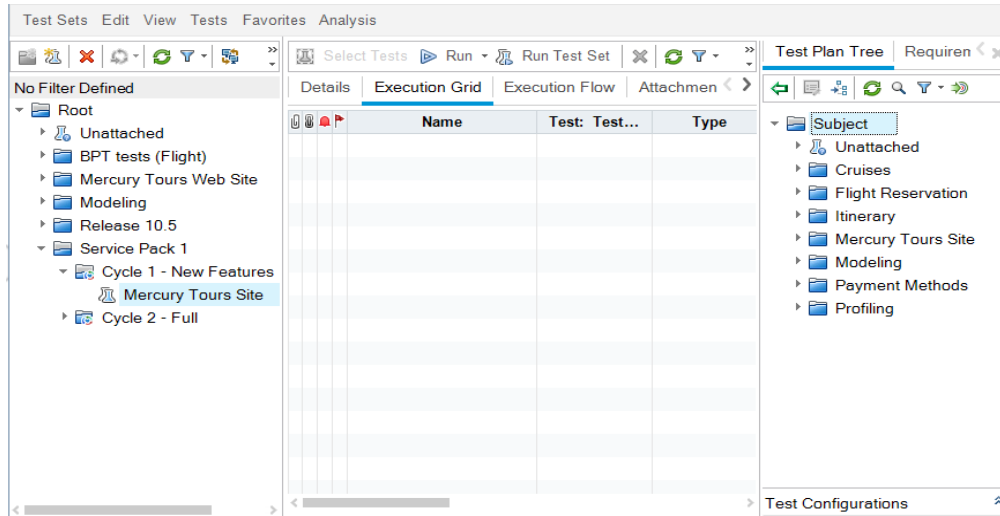 Test Sets Edit View Tests Favorites Analysis
Select Tests Run Run Test Set
No Filter Defined
Root
Unattached
BPT tests (Flight)
Mercury Tours Web Site
Modeling
Release 10.5
Service Pack 1
Cycle 1 - New Features
Mercury Tours Site
Cycle 2 - Full
Details Execution Grid Execution Flow Attachmen
Name Test: Test... Type
Test Plan Tree Requiren
Subject
Unattached
Cruises
Flight Reservation
Itinerary
Mercury Tours Site
Modeling
Payment Methods
Profiling
Test Configurations